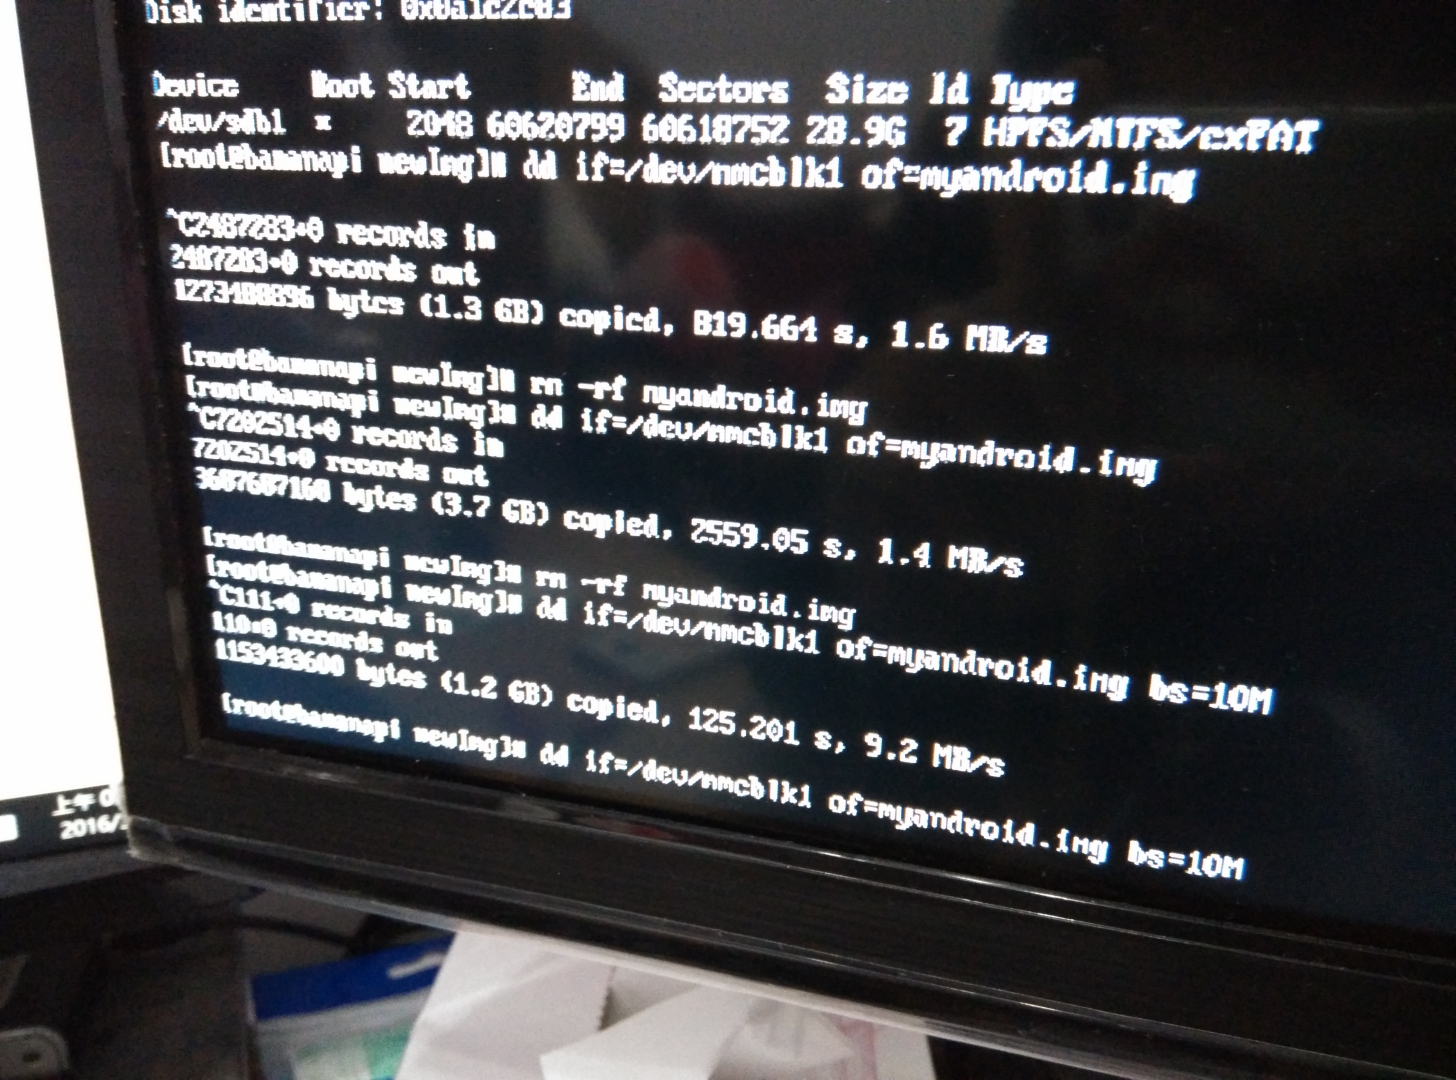 Disk identifier:
Device Boot Start End Sectors Size Id Type
/dev/sdb1 * 2048 60620799 60618752 28.9G 7 HPFS/NTFS/exFAT
[root@bananapi newImg]# dd if=/dev/mmcblk1 of=myandroid.img
^C2487283+0 records in
2487283+0 records out
1273488896 bytes (1.3 GB) copied, 819.664 s, 1.6 MB/s
[root@bananapi newImg]# rm -rf myandroid.img
[root@bananapi newImg]# dd if=/dev/mmcblk1 of=myandroid.img
^C7202514+0 records in
7202514+0 records out
3687687168 bytes (3.7 GB) copied, 2559.05 s, 1.4 MB/s
[root@bananapi newImg]# rm -rf myandroid.img
[root@bananapi newImg]# dd if=/dev/mmcblk1 of=myandroid.img bs=10M
^C111+0 records in
110+0 records out
1153433600 bytes (1.2 GB) copied, 125.201 s, 9.2 MB/s
[root@bananapi newImg]# dd if=/dev/mmcblk1 of=myandroid.img bs=10M
上午 0
2016/